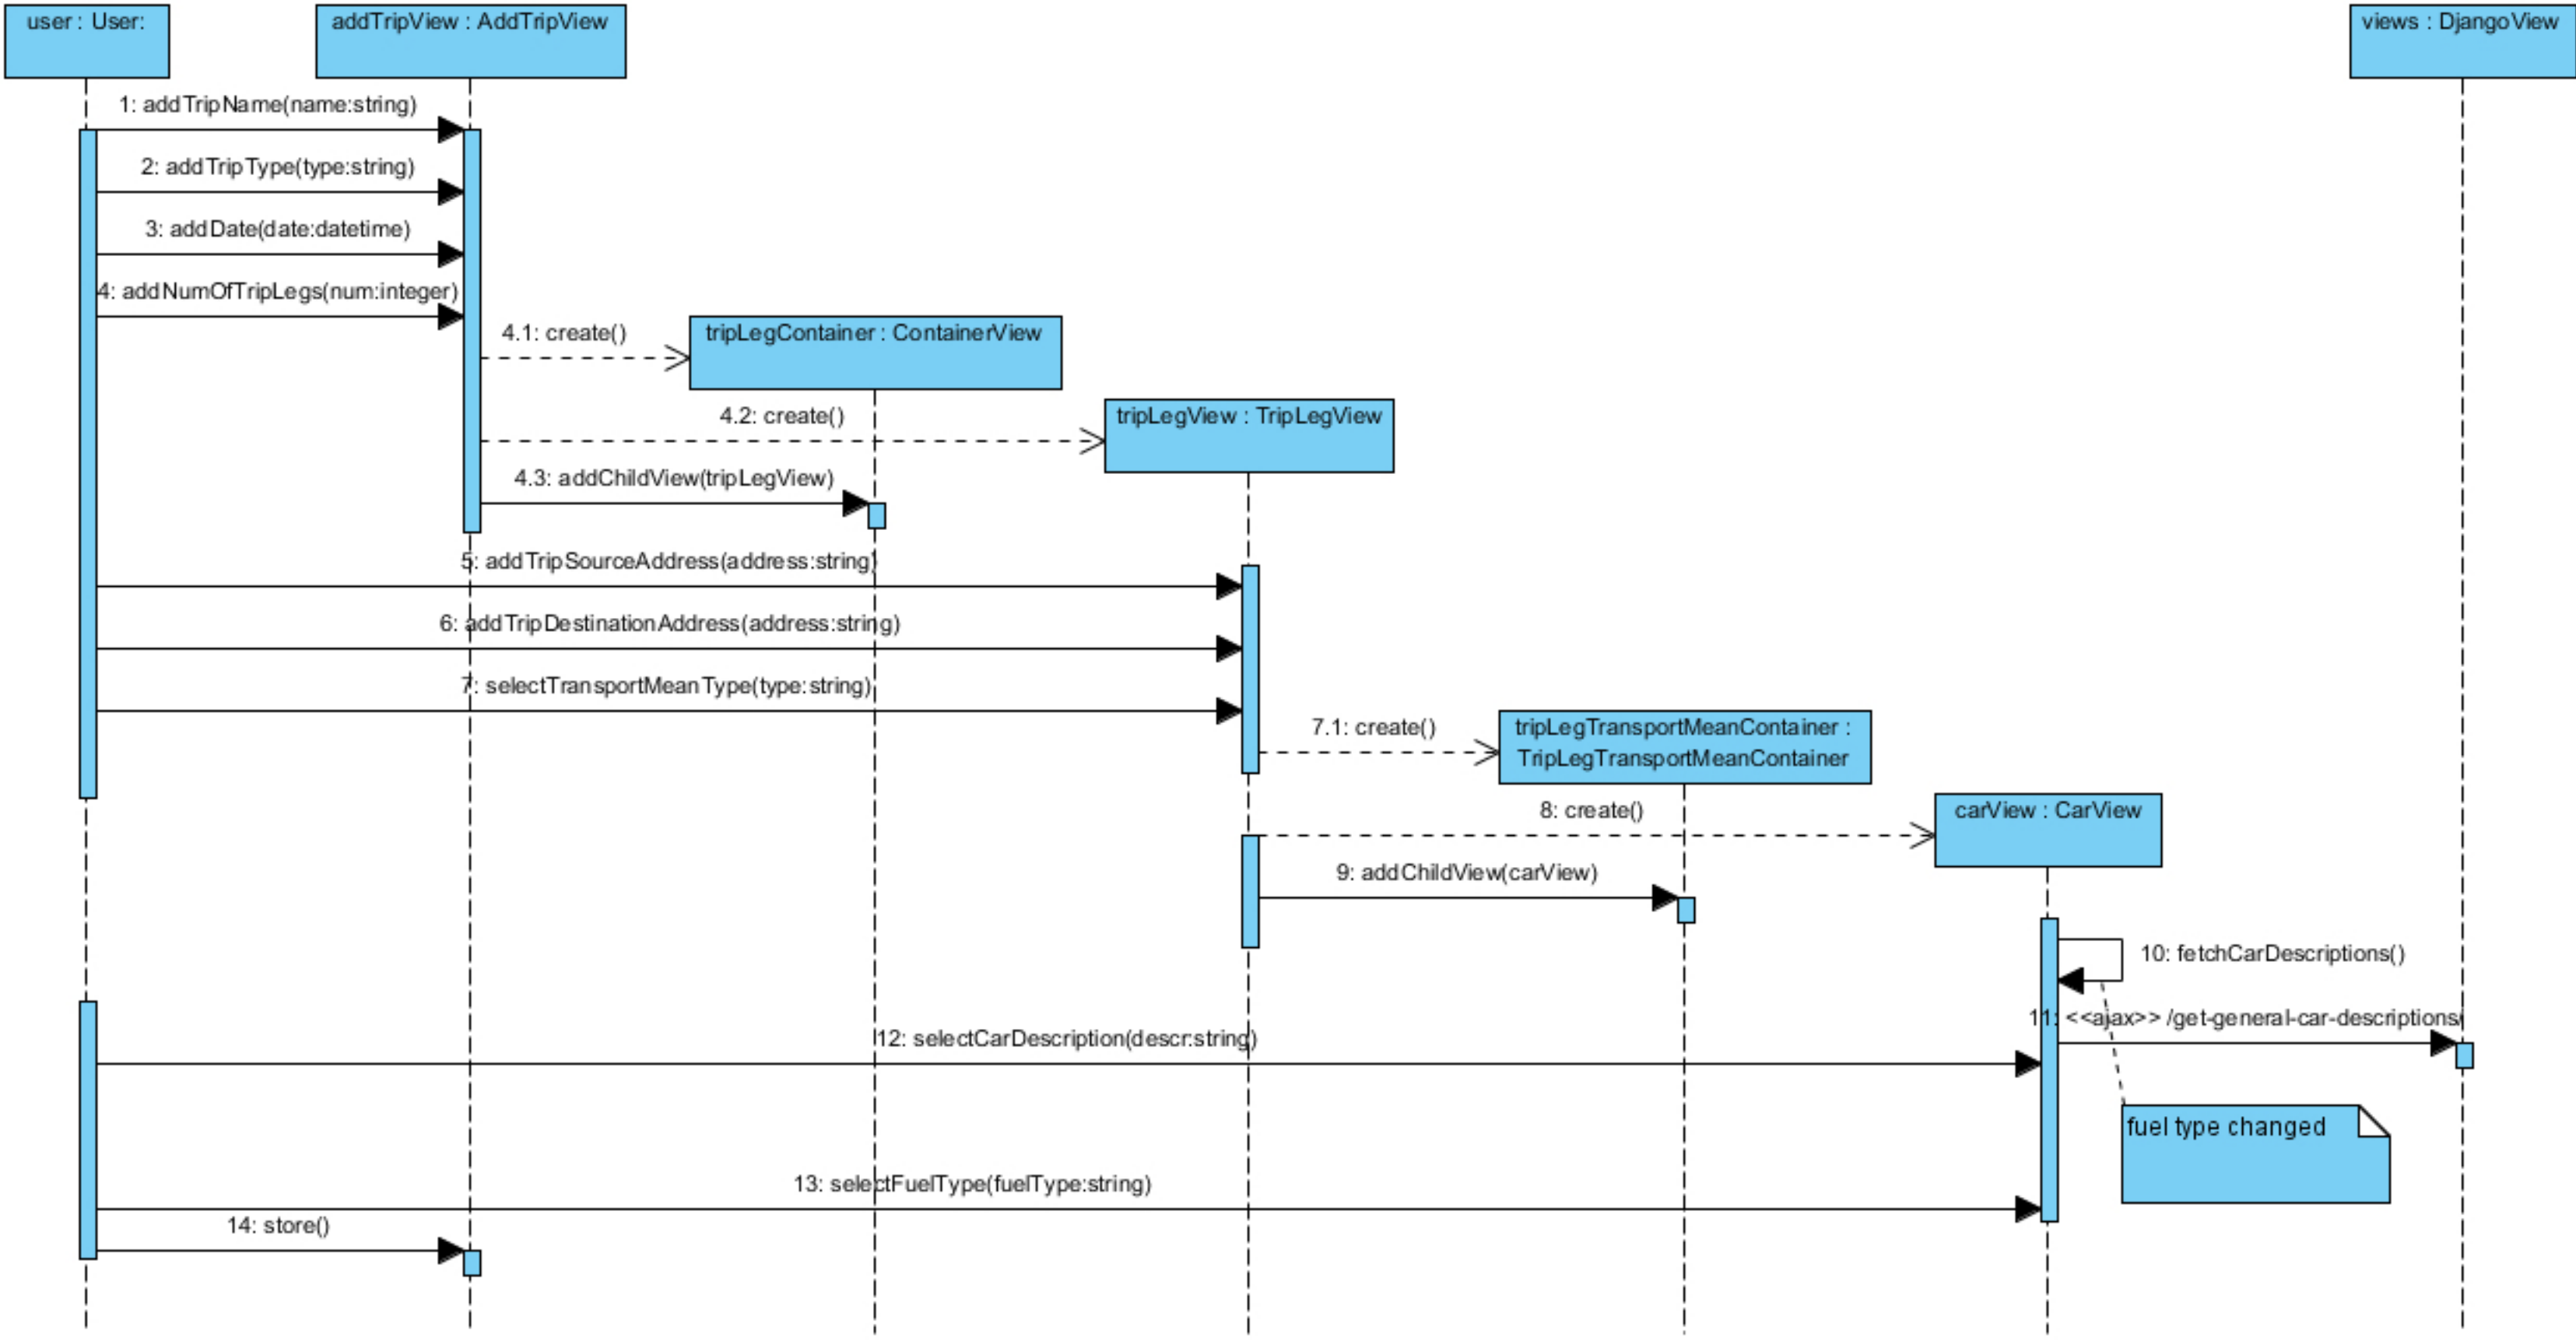 user : User:
addTripView : AddTripView
views : DjangoView
1: addTripName(name:string)
2: addTripType(type:string)
3: addDate(date:datetime)
4: addNumOfTripLegs(num:integer)
4.1: create()
tripLegContainer : ContainerView
4.2: create()
tripLegView : TripLegView
4.3: addChildView(tripLegView)
5: addTripSourceAddress(address:string)
6: addTripDestinationAddress(address:string)
7: selectTransportMeanType(type:string)
7.1: create()
tripLegTransportMeanContainer :
TripLegTransportMeanContainer
8: create()
carView : CarView
9: addChildView(carView)
10: fetchCarDescriptions()
11: <<ajax>> /get-general-car-descriptions/
12: selectCarDescription(descr:string)
fuel type changed
13: selectFuelType(fuelType:string)
14: store()